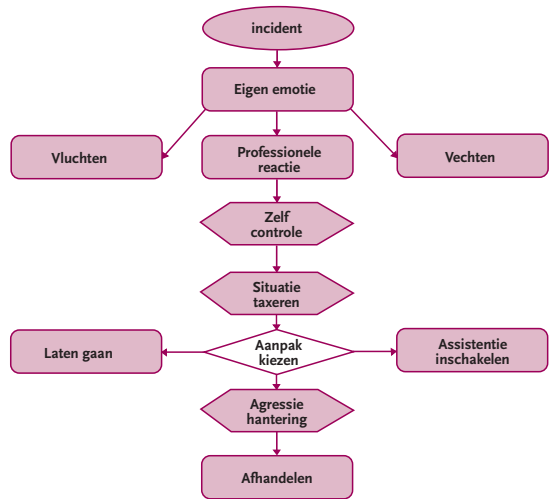 incident
Eigen emotie
Vluchten
Professionele
reactie
Vechten
Zelf
controle
Situatie
taxeren
Laten gaan
Aanpak
kiezen
Assistentie
inschakelen
Agressie
hantering
Afhandelen